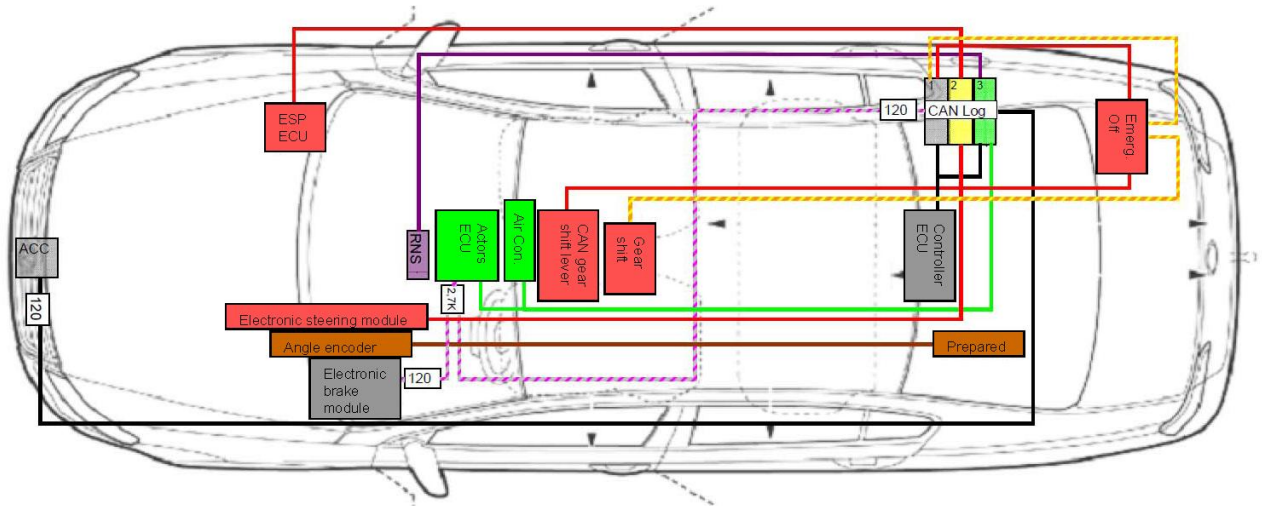 1 2 3
120
CAN Log
ESP
ECU
Emerg.
Off
RNS
Actors
ECU
Air Con.
CAN gear
shift lever
Gear
shift
Controller
ECU
ACC
120
2,7K
Electronic steering module
Angle encoder
Prepared
Electronic
brake
module
120